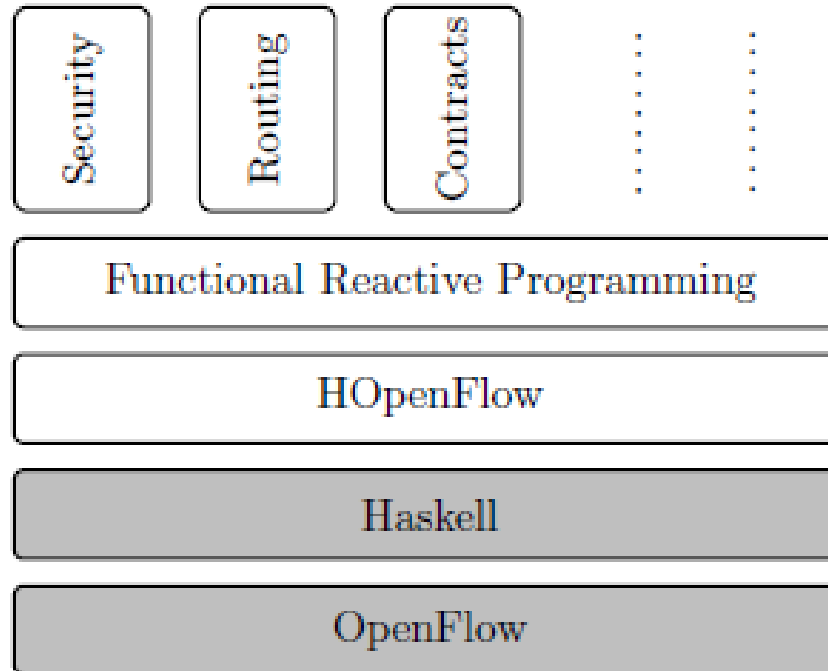 Security
Routing
Contracts
Functional Reactive Programming
HOpenFlow
Haskell
OpenFlow